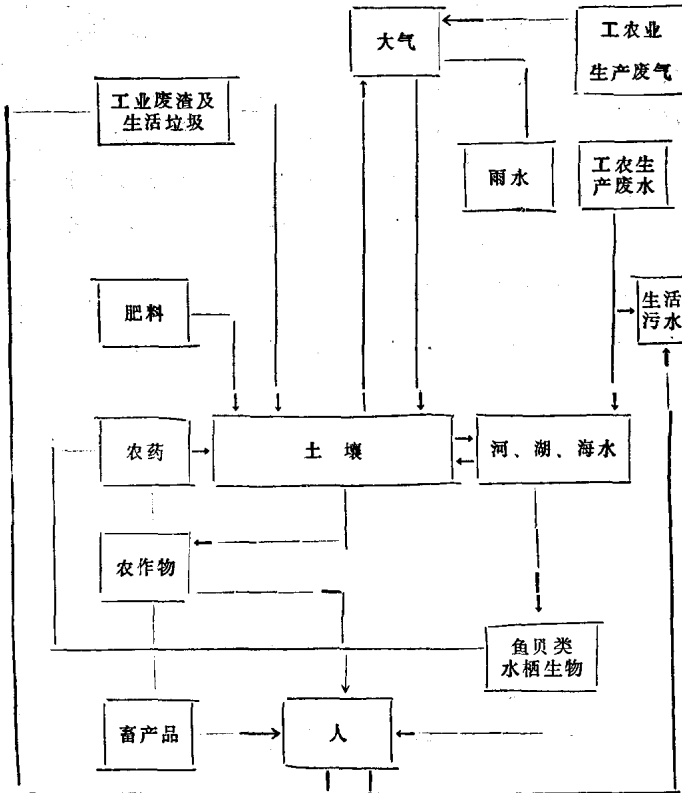 大气
工农业
生产废气
工业废渣及
生活垃圾
雨水
工农生
产废水
肥料
生活
污水
农药
土壤
河、湖、海水
农作物
鱼贝类
水栖生物
畜产品
人